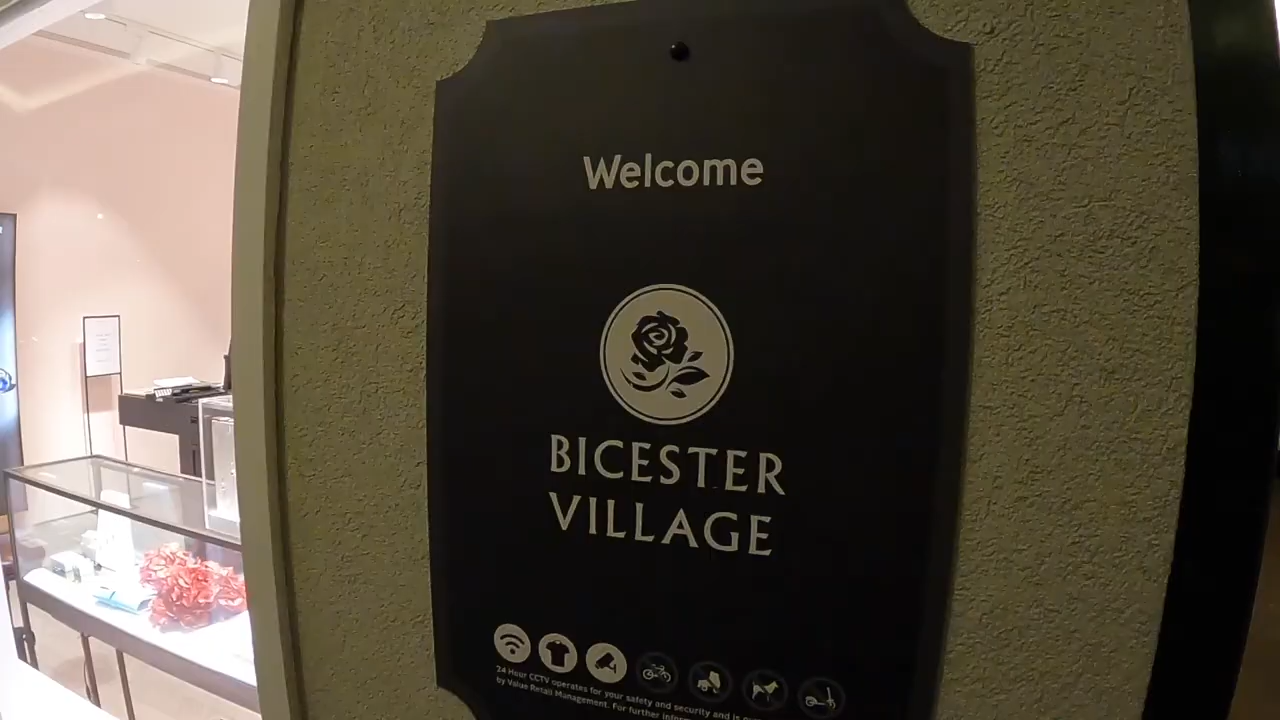 Welcome
BICESTER
VILLAGE
24 Hour CCTV operates for your safety and security and is
by Value Retail Management. For further